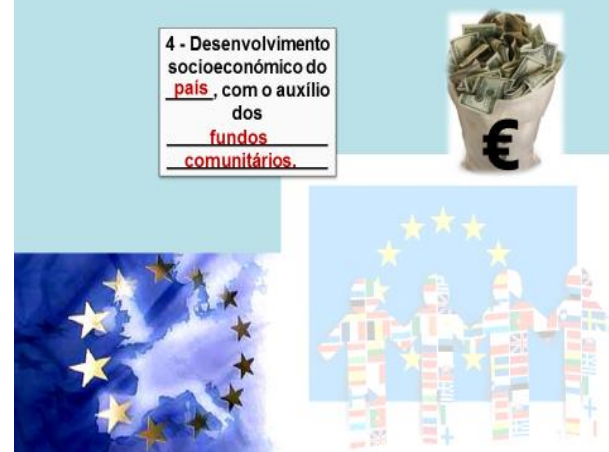 4 - Desenvolvimento
socioeconómico do
país, com o auxílio
dos
fundos
comunitários.
€